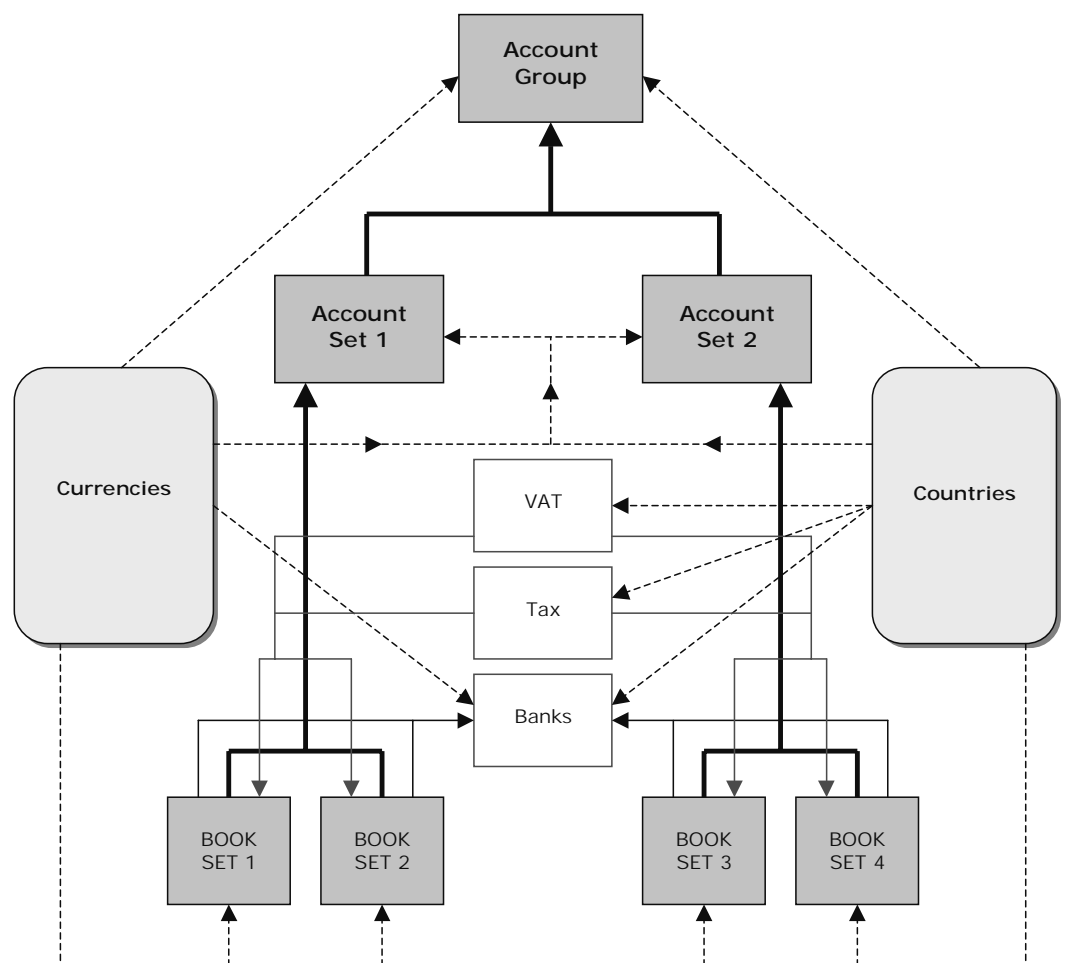 Account
Group
Account
Set 1
Account
Set 2
Currencies
Countries
VAT
Tax
Banks
BOOK
SET 1
BOOK
SET 2
BOOK
SET 3
BOOK
SET 4